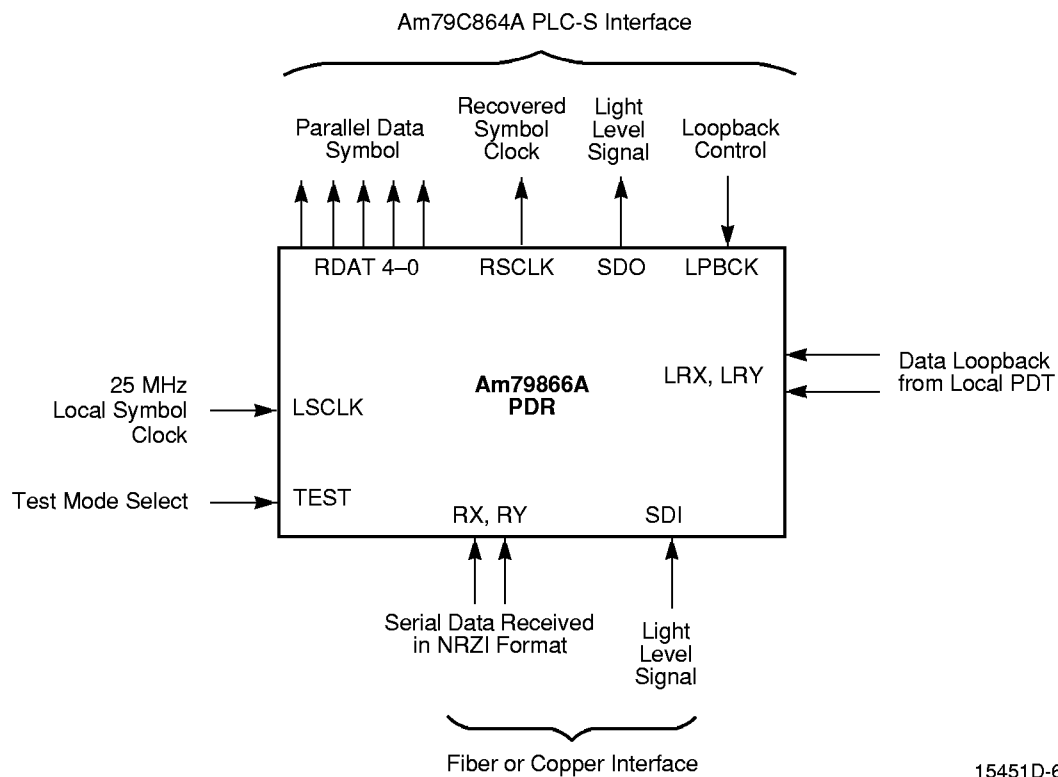 Am79C864A PLC-S Interface
Parallel Data
Symbol
Recovered
Symbol
Clock
Light
Level
Signal
Loopback
Control
RDAT 4–0
RSCLK
SDO
LPBCK
25 MHz
Local Symbol
Clock
LSCLK
Am79866A
PDR
LRX, LRY
Data Loopback
from Local PDT
Test Mode Select
TEST
RX, RY
SDI
Serial Data Received
in NRZI Format
Light
Level
Signal
Fiber or Copper Interface
15451D-6